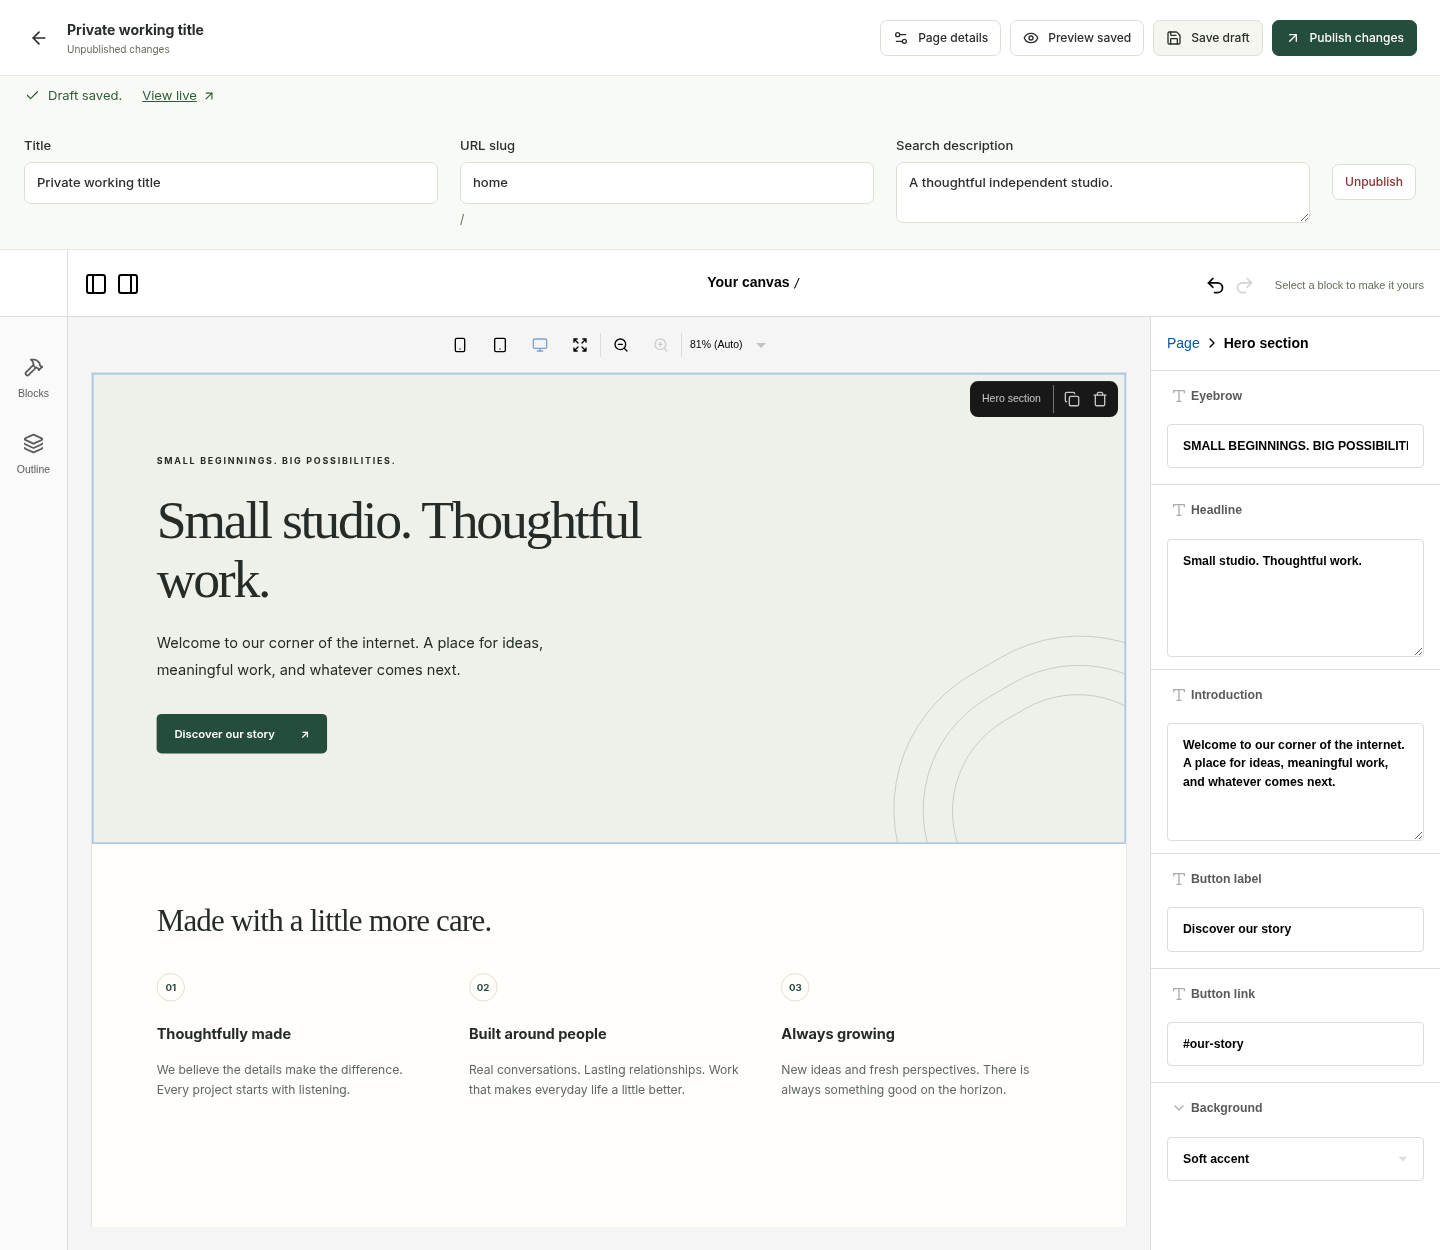 Private working title
Unpublished changes
Page details
Preview saved
Save draft
Publish changes
Draft saved.
View live
Title
URL slug
Search description
Private working title
home
A thoughtful independent studio.
Unpublish
/
Your canvas /
Select a block to make it yours
81% (Auto)
Blocks
Outline
Hero section
SMALL BEGINNINGS. BIG POSSIBILITIES.
Small studio. Thoughtful
work.
Welcome to our corner of the internet. A place for ideas,
meaningful work, and whatever comes next.
Discover our story
Made with a little more care.
01
Thoughtfully made
We believe the details make the difference.
Every project starts with listening.
02
Built around people
Real conversations. Lasting relationships. Work
that makes everyday life a little better.
03
Always growing
New ideas and fresh perspectives. There is
always something good on the horizon.
Page
Hero section
Eyebrow
SMALL BEGINNINGS. BIG POSSIBILITI
Headline
Small studio. Thoughtful work.
Introduction
Welcome to our corner of the internet.
A place for ideas, meaningful work,
and whatever comes next.
Button label
Discover our story
Button link
#our-story
Background
Soft accent